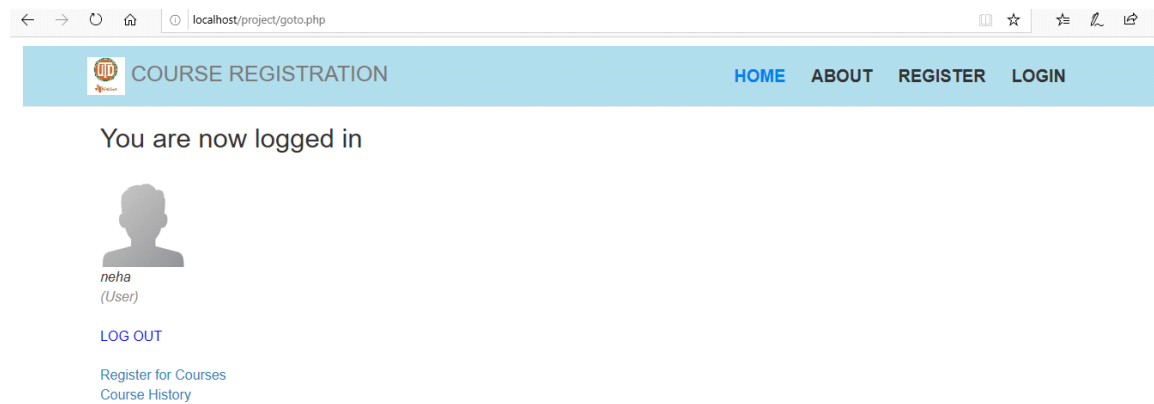 localhost/project/goto.php
UTD
COURSE REGISTRATION
HOME ABOUT REGISTER LOGIN
You are now logged in
neha
(User)
LOG OUT
Register for Courses
Course History